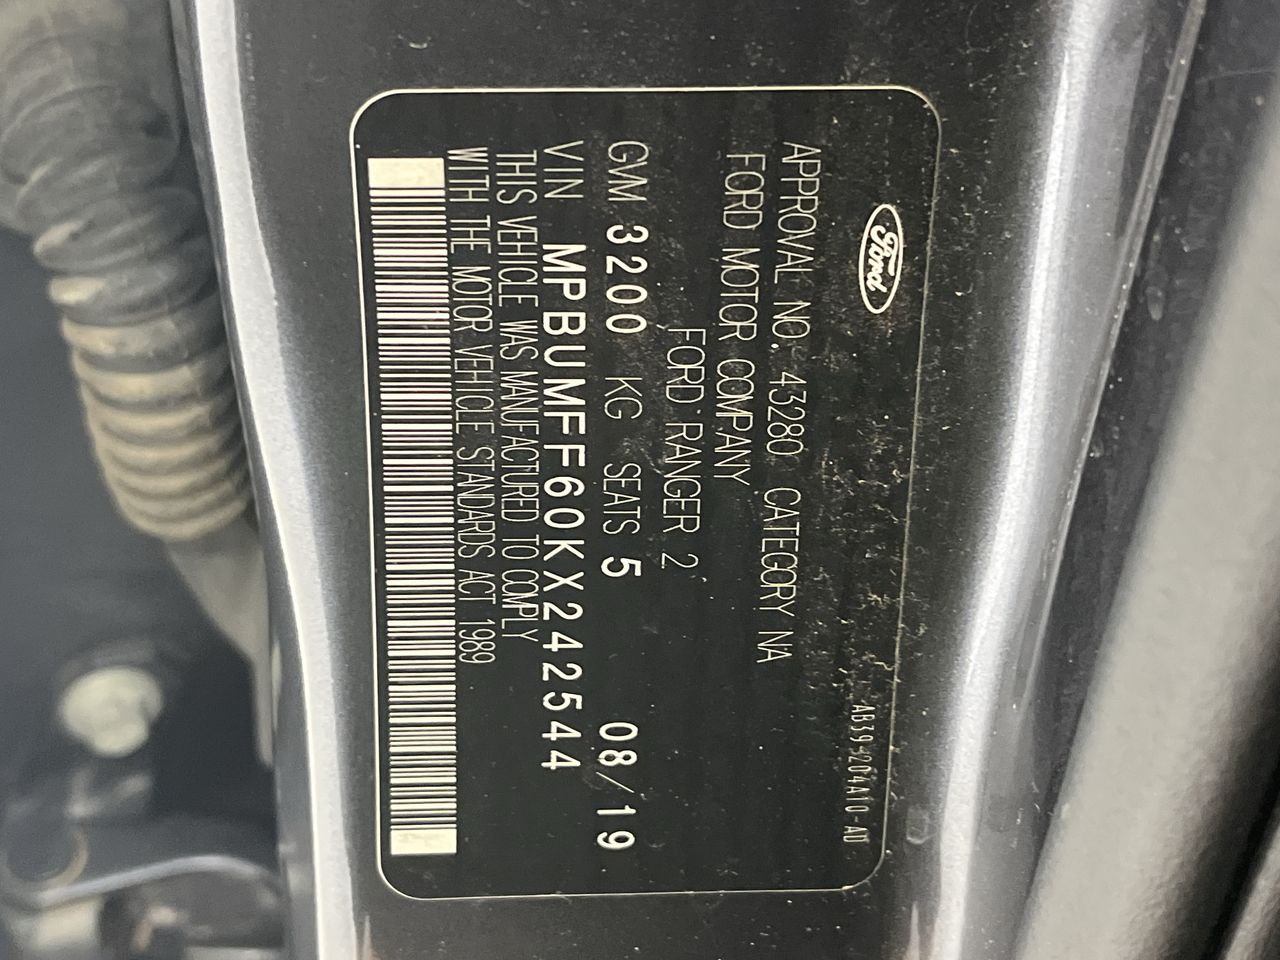 Ford
AB39-204A10-AD
APPROVAL NO. 43280 CATEGORY NA
FORD MOTOR COMPANY
FORD RANGER 2
GVM 3200 KG SEATS 5 08/19
VIN MPBUMFF60KX242544
THIS VEHICLE WAS MANUFACTURED TO COMPLY
WITH THE MOTOR VEHICLE STANDARDS ACT 1989